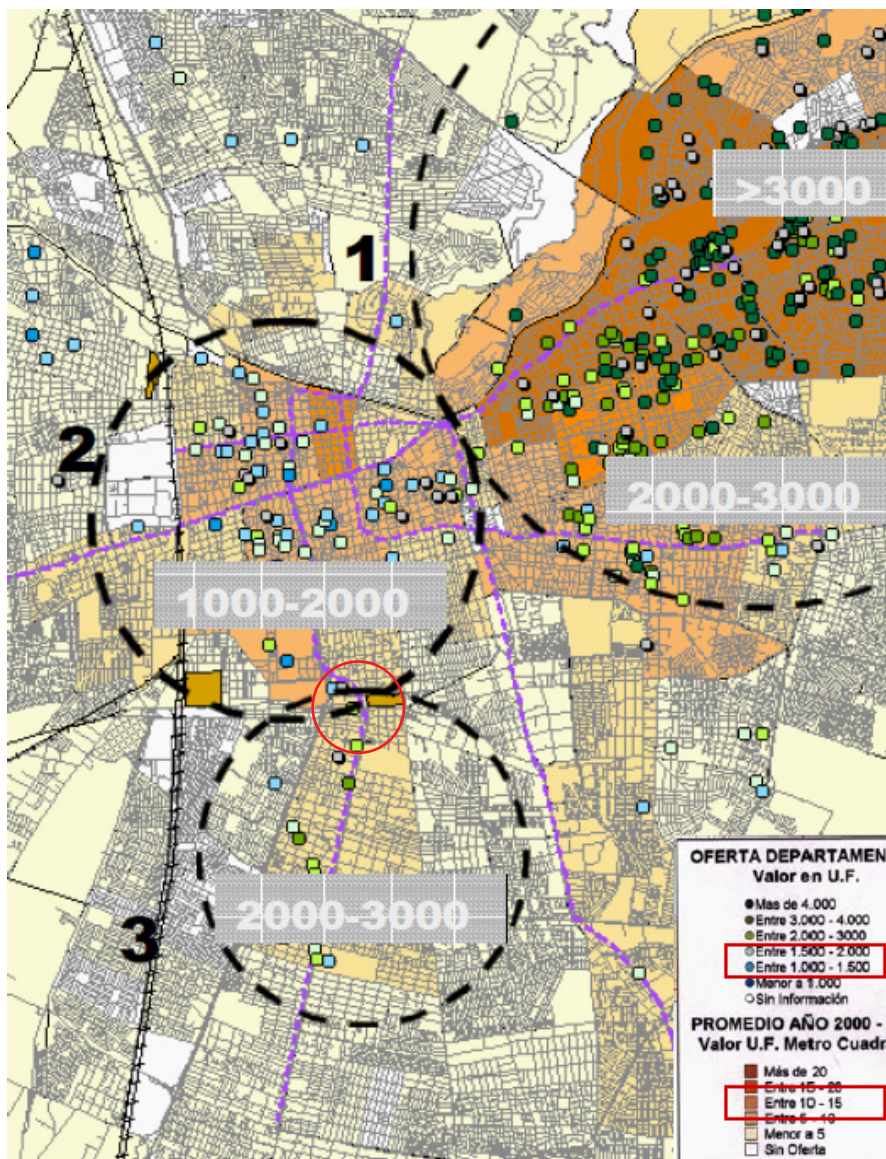 >3000
1
2
2000-3000
1000-2000
2000-3000
3
OFERTA DEPARTAMEN
Valor en U.F.
Mas de 4.000
Entre 3.000 - 4.000
Entre 2.000 - 3000
Entre 1.500 - 2.000
Entre 1.000 - 1.500
Menor a 1.000
Sin Información
PROMEDIO AÑO 2000 -
Valor U.F. Metro Cuadr
Más de 20
Entre 15 - 20
Entre 10 - 15
Entre 5 - 10
Menor a 5
Sin Oferta